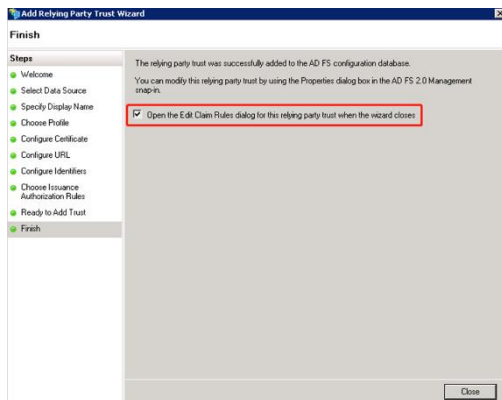 Add Relying Party Trust Wizard
Finish
Steps
Welcome
Select Data Source
Specify Display Name
Choose Profile
Configure Certificate
Configure URL
Configure Identifiers
Choose Issuance
Authorization Rules
Ready to Add Trust
Finish
The relying party trust was successfully added to the AD FS configuration database.
You can modify this relying party trust by using the Properties dialog box in the AD FS 2.0 Management
snap-in.
Open the Edit Claim Rules dialog for this relying party trust when the wizard closes
Close